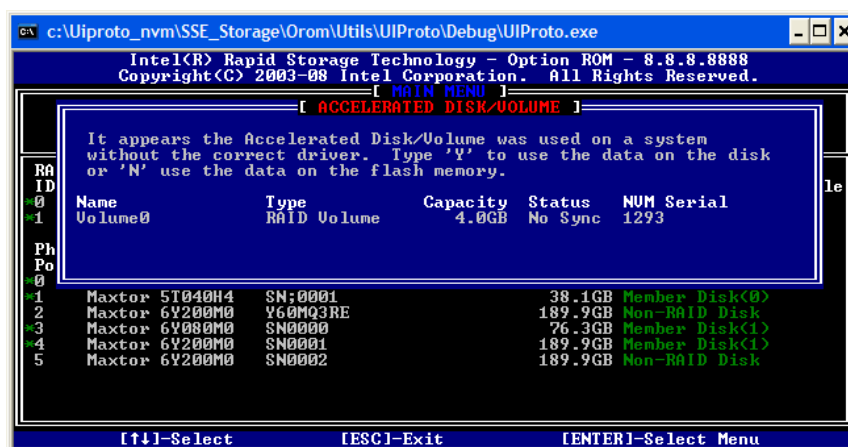 c:\Uiproto_nvm\SSE_Storage\Orom\Utils\UIProto\Debug\UIProto.exe
Intel(R) Rapid Storage Technology - Option ROM - 8.8.8.8888
Copyright(C) 2003-08 Intel Corporation. All Rights Reserved.
[ MAIN MENU ]
[ ACCELERATED DISK/VOLUME ]
It appears the Accelerated Disk/Volume was used on a system
without the correct driver. Type 'Y' to use the data on the disk
or 'N' use the data on the flash memory.
RA
ID le
*0 Name Type Capacity Status NVM Serial
*1 Volume0 RAID Volume 4.0GB No Sync 1293
Ph
Po
*0
*1 Maxtor 5T040H4 SN;0001 38.1GB Member Disk(0)
2 Maxtor 6Y200M0 Y60MQ3RE 189.9GB Non-RAID Disk
*3 Maxtor 6Y080M0 SN0000 76.3GB Member Disk(1)
*4 Maxtor 6Y200M0 SN0001 189.9GB Member Disk(1)
5 Maxtor 6Y200M0 SN0002 189.9GB Non-RAID Disk
[↑↓]-Select [ESC]-Exit [ENTER]-Select Menu